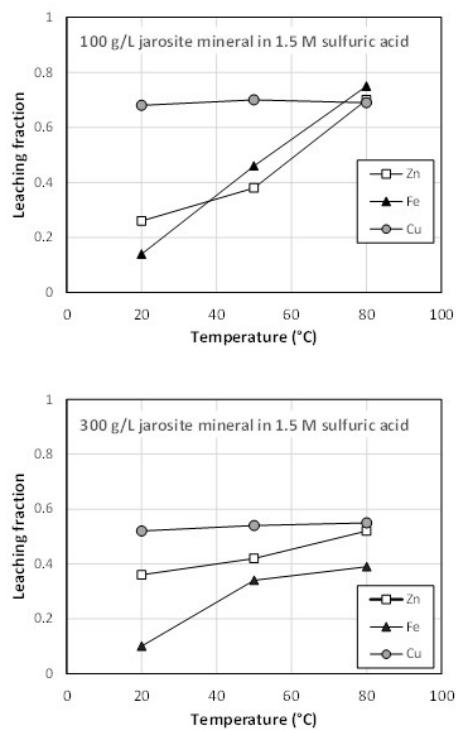 100 g/L jarosite mineral in 1.5 M sulfuric acid
1
0.8
0.6
0.4
0.2
0
Leaching fraction
Zn
Fe
Cu
0 20 40 60 80 100
Temperature (°C)
300 g/L jarosite mineral in 1.5 M sulfuric acid
1
0.8
0.6
0.4
0.2
0
Leaching fraction
Zn
Fe
Cu
0 20 40 60 80 100
Temperature (°C)